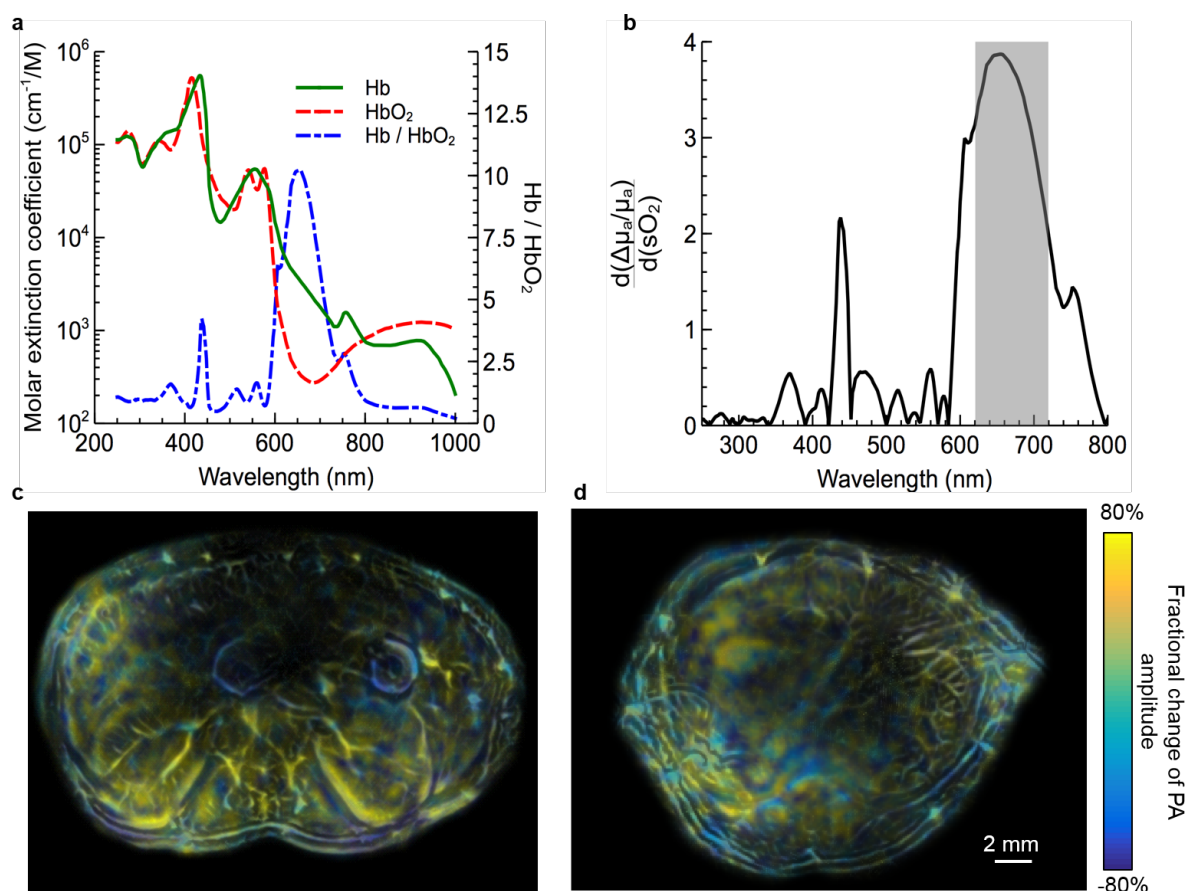 a
Molar extinction coefficient (cm⁻¹/M)
10⁶
10⁵
10⁴
10³
10²
Hb
HbO₂
Hb / HbO₂
15
12.5
10
7.5
5
2.5
0
Hb / HbO₂
200 400 600 800 1000
Wavelength (nm)
b
d(Δμₐ/μₐ)
d(sO₂)
4
3
2
1
0
300 400 500 600 700 800
Wavelength (nm)
c
d
2 mm
80%
Fractional change of PA
amplitude
-80%